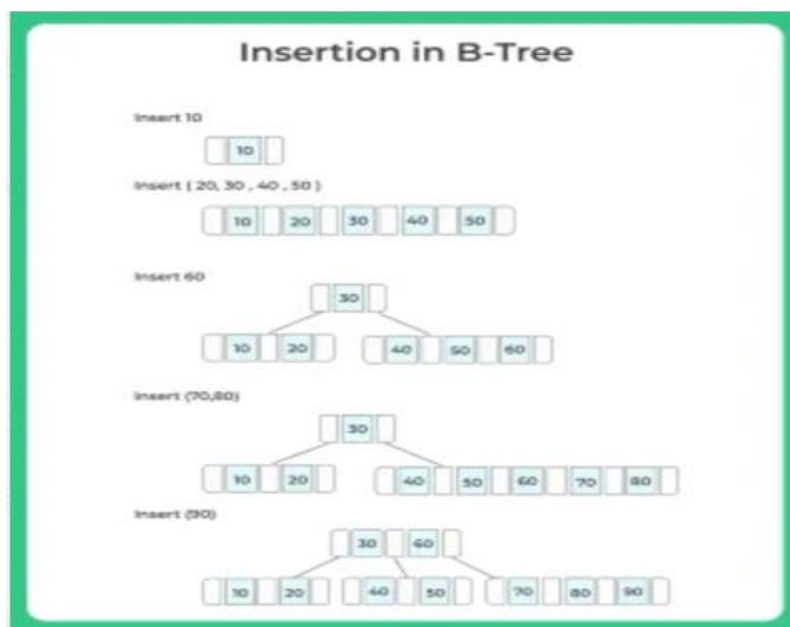 Insertion in B-Tree
Insert 10
10
Insert ( 20, 30 , 40 , 50 )
10 20 30 40 50
Insert 60
30
10 20 40 50 60
Insert (70,80)
30
10 20 40 50 60 70 80
Insert (90)
30 60
10 20 40 50 70 80 90